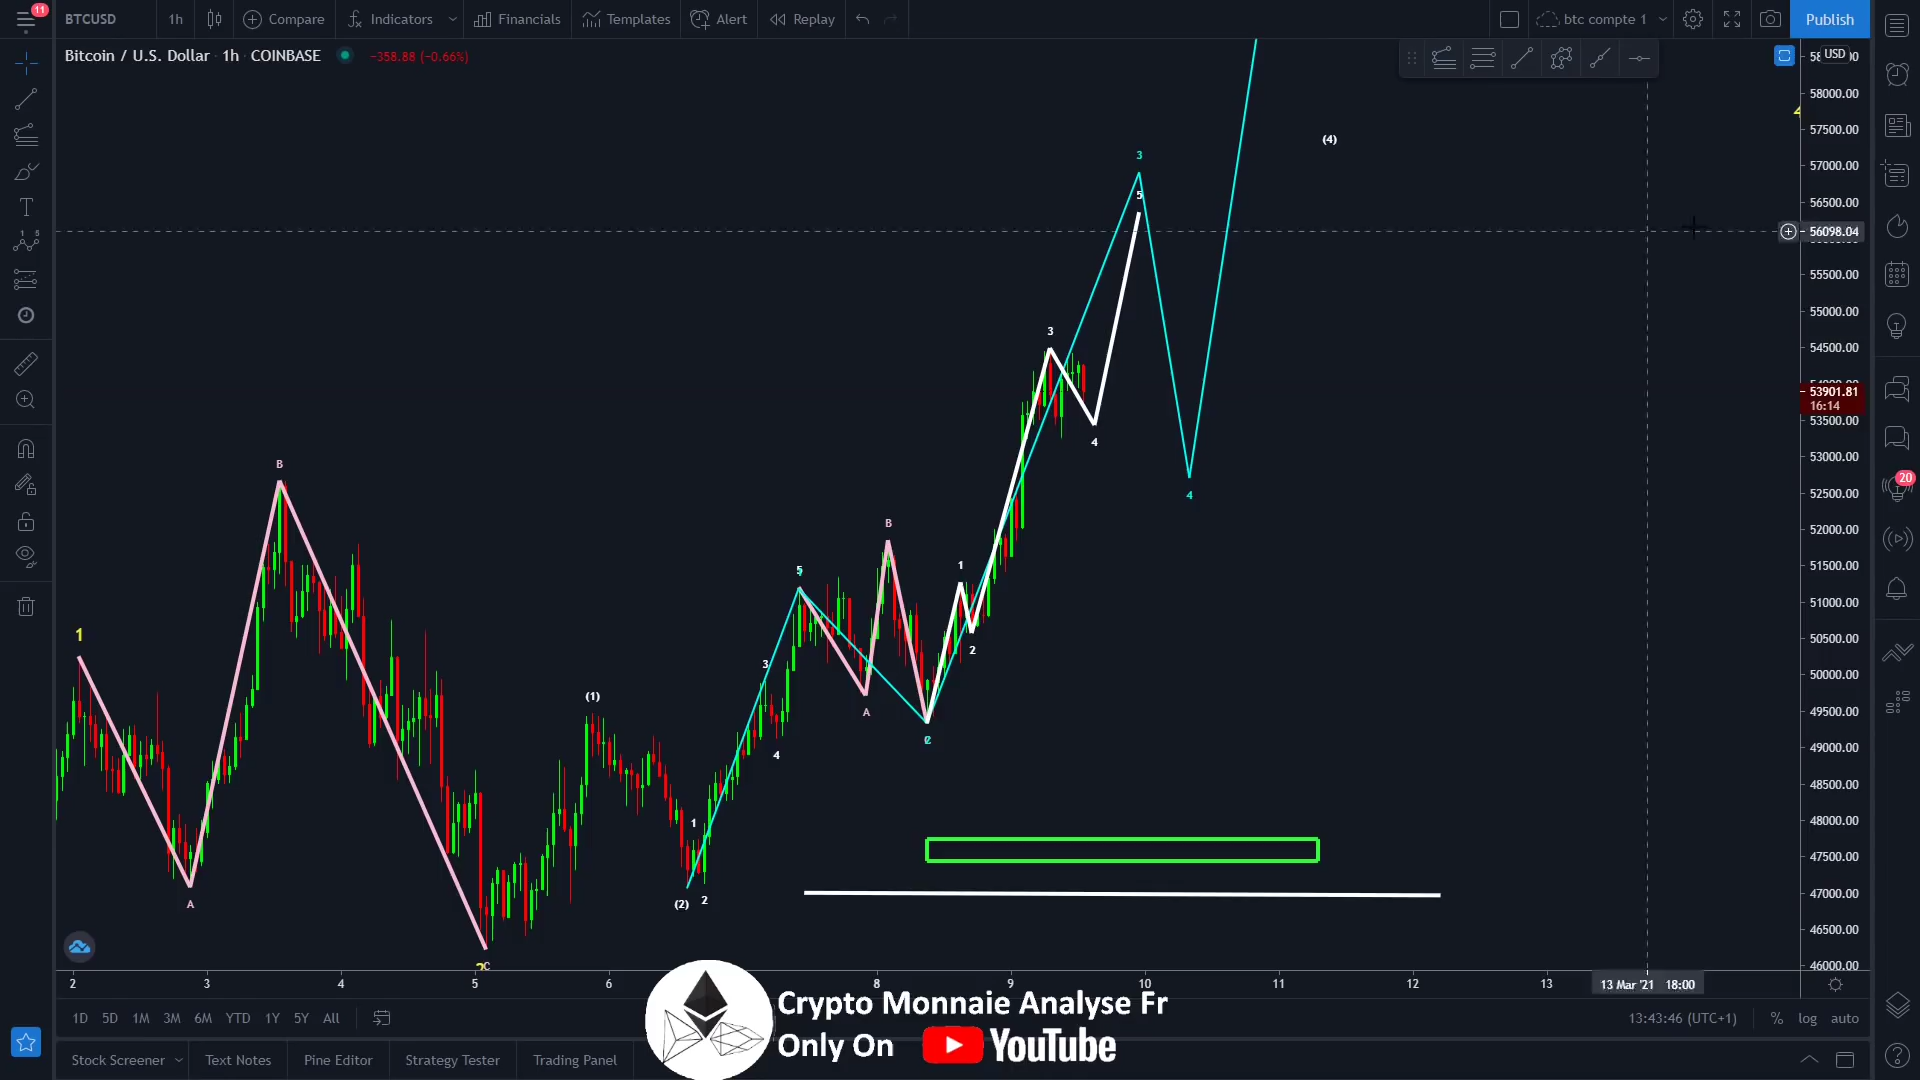 11
BTCUSD
1h
Compare
Indicators
Financials
Templates
Alert
Replay
btc compte 1
Publish
Bitcoin / U.S. Dollar · 1h · COINBASE
−358.88 (−0.66%)
USD
58000.00
57500.00
57000.00
56500.00
56098.04
55500.00
55000.00
54500.00
53901.81
16:14
53500.00
53000.00
52500.00
52000.00
51500.00
51000.00
50500.00
50000.00
49500.00
49000.00
48500.00
48000.00
47500.00
47000.00
46500.00
46000.00
20
4
(4)
3
5
3
4
4
B
B
5
1
1
(1)
3
2
A
4
C
1
A
(2)
2
C
2
3
4
5
6
8
9
10
11
12
13
13 Mar '21 18:00
1D
5D
1M
3M
6M
YTD
1Y
5Y
All
13:43:46 (UTC+1)
%
log
auto
Stock Screener
Text Notes
Pine Editor
Strategy Tester
Trading Panel
Crypto Monnaie Analyse Fr
Only On
YouTube